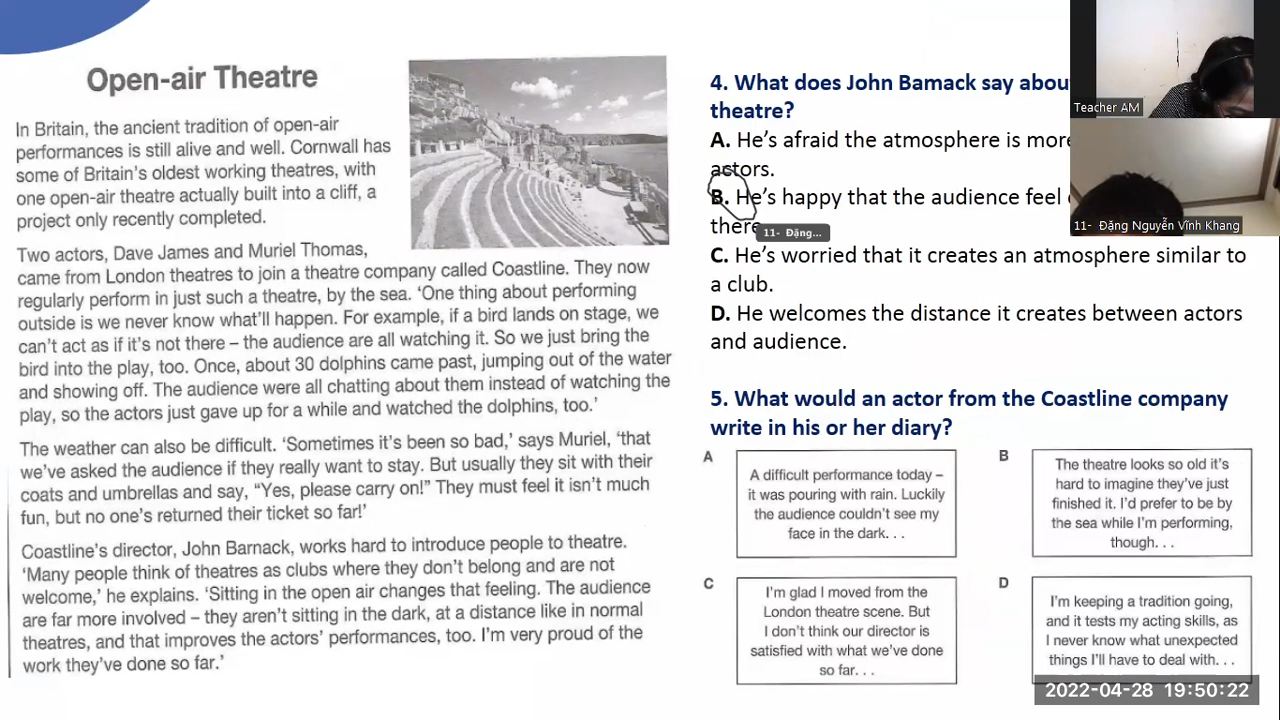 Open-air Theatre
In Britain, the ancient tradition of open-air
performances is still alive and well. Cornwall has
some of Britain's oldest working theatres, with
one open-air theatre actually built into a cliff, a
project only recently completed.
Two actors, Dave James and Muriel Thomas,
came from London theatres to join a theatre company called Coastline. They now
regularly perform in just such a theatre, by the sea. 'One thing about performing
outside is we never know what'll happen. For example, if a bird lands on stage, we
can't act as if it's not there – the audience are all watching it. So we just bring the
bird into the play, too. Once, about 30 dolphins came past, jumping out of the water
and showing off. The audience were all chatting about them instead of watching the
play, so the actors just gave up for a while and watched the dolphins, too.'
The weather can also be difficult. 'Sometimes it's been so bad,' says Muriel, 'that
we've asked the audience if they really want to stay. But usually they sit with their
coats and umbrellas and say, "Yes, please carry on!" They must feel it isn't much
fun, but no one's returned their ticket so far!'
Coastline's director, John Barnack, works hard to introduce people to theatre.
'Many people think of theatres as clubs where they don't belong and are not
welcome,' he explains. 'Sitting in the open air changes that feeling. The audience
are far more involved – they aren't sitting in the dark, at a distance like in normal
theatres, and that improves the actors' performances, too. I'm very proud of the
work they've done so far.'
4. What does John Bamack say about
theatre?
A. He's afraid the atmosphere is more
actors.
B. He's happy that the audience feel
there
11- Đặng...
C. He's worried that it creates an atmosphere similar to
a club.
D. He welcomes the distance it creates between actors
and audience.
5. What would an actor from the Coastline company
write in his or her diary?
A
A difficult performance today –
it was pouring with rain. Luckily
the audience couldn't see my
face in the dark. . .
B
The theatre looks so old it's
hard to imagine they've just
finished it. I'd prefer to be by
the sea while I'm performing,
though. . .
C
I'm glad I moved from the
London theatre scene. But
I don't think our director is
satisfied with what we've done
so far. . .
D
I'm keeping a tradition going,
and it tests my acting skills, as
I never know what unexpected
things I'll have to deal with. . .
Teacher AM
11- Đặng Nguyễn Vĩnh Khang
2022-04-28 19:50:22